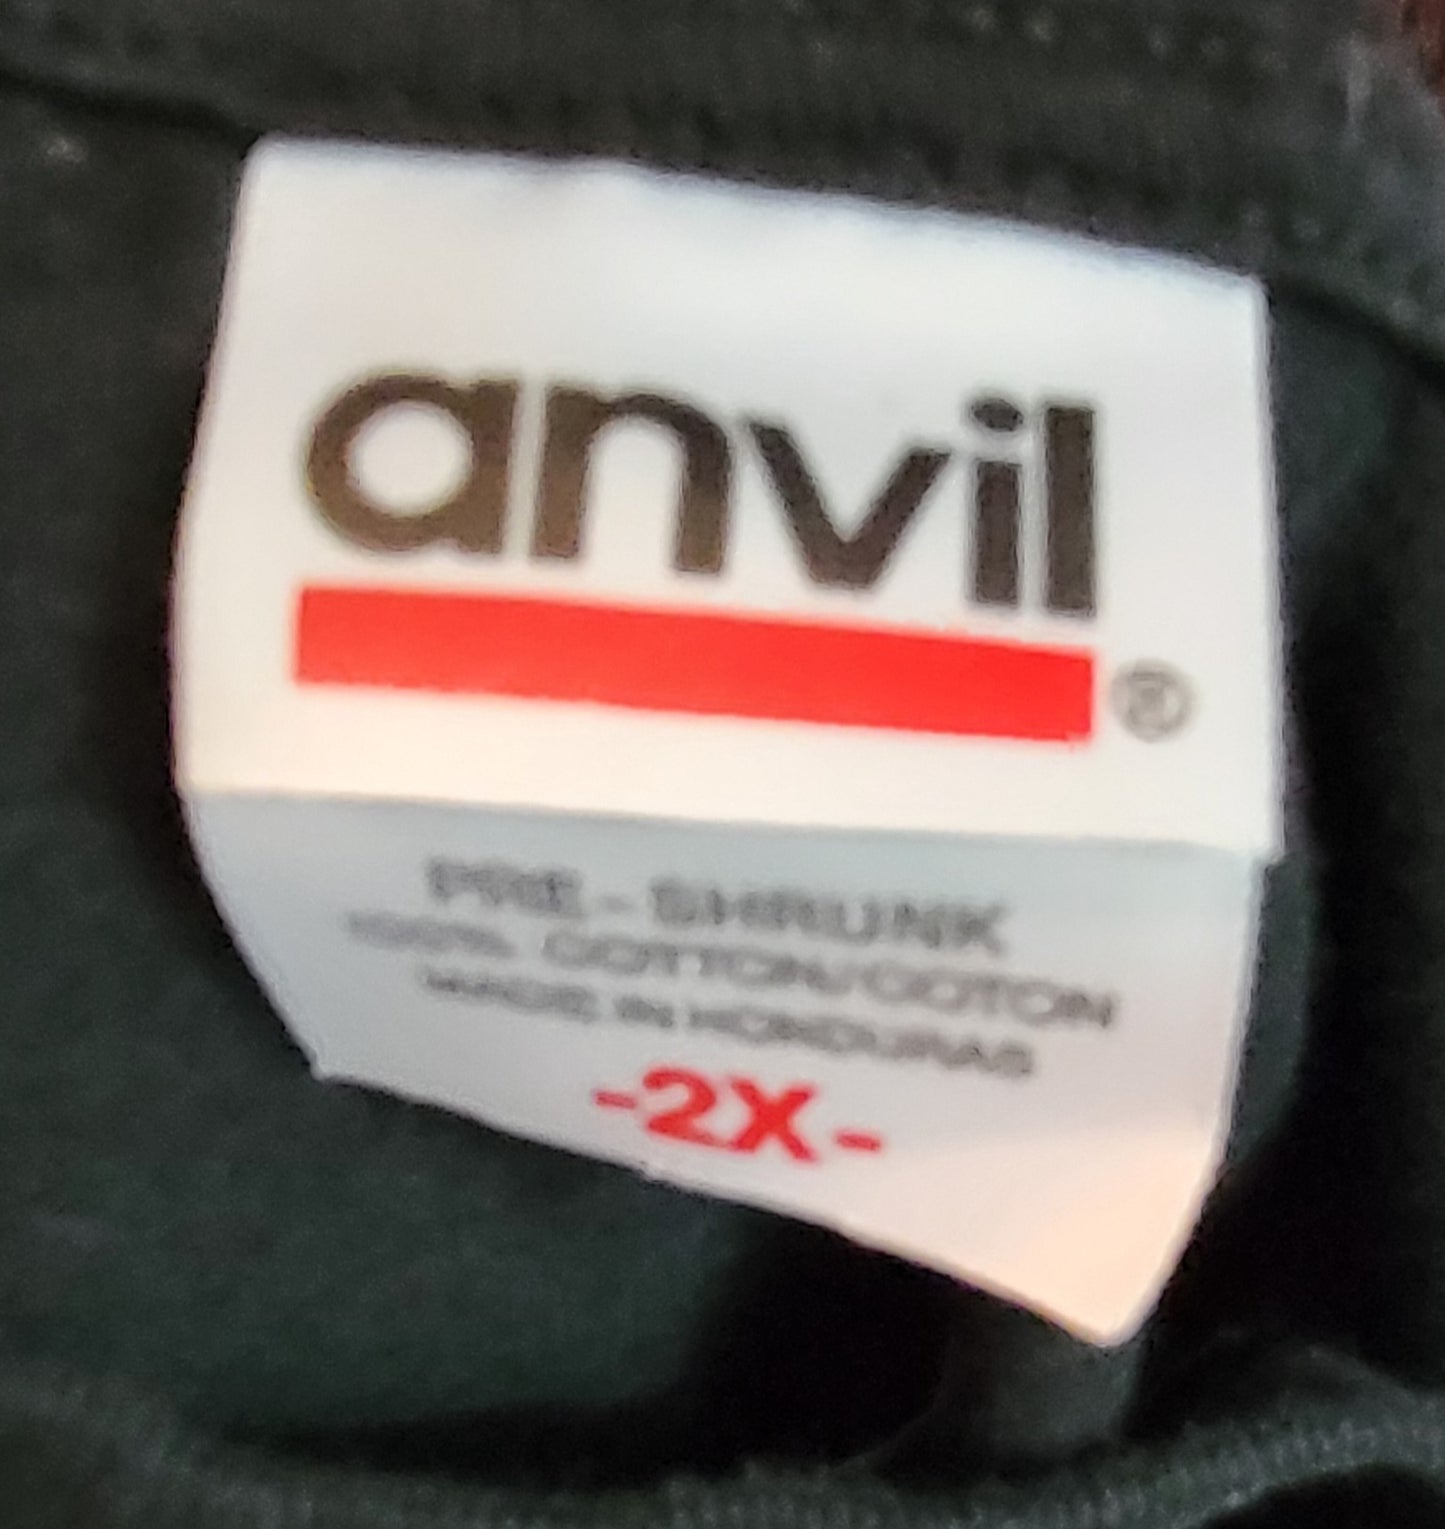 anvil
®
PRE-SHRUNK
100% COTTON/COTON
MADE IN HONDURAS
-2X-